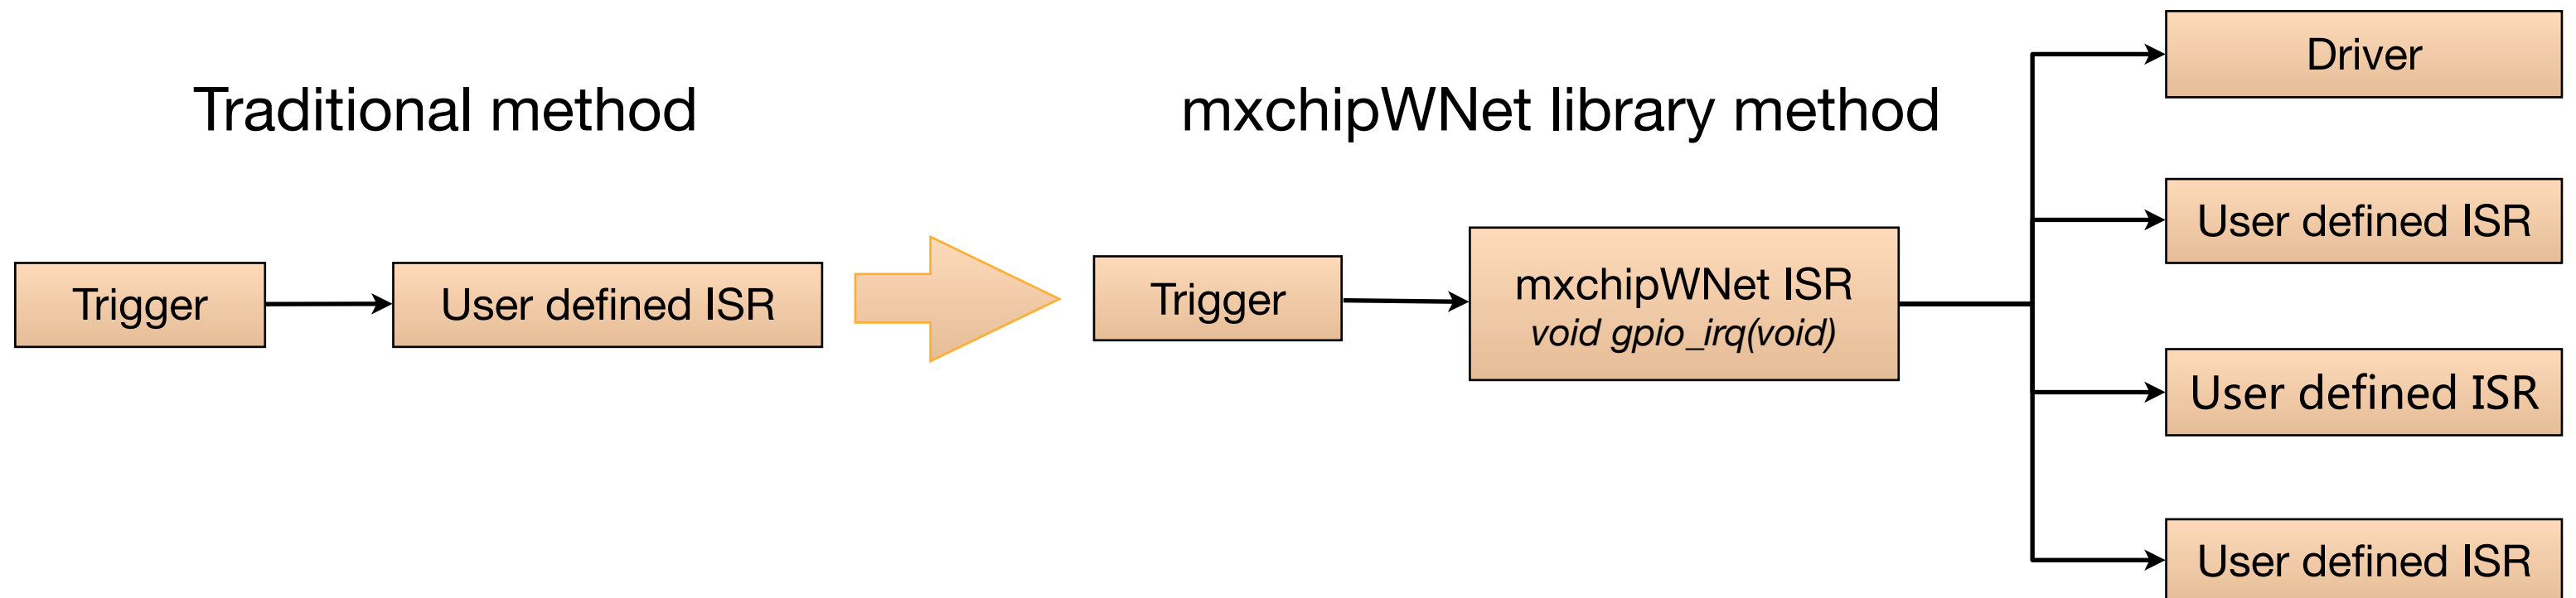 Traditional method
Trigger
User defined ISR
mxchipWNet library method
Trigger
mxchipWNet ISR
void gpio_irq(void)
Driver
User defined ISR
User defined ISR
User defined ISR